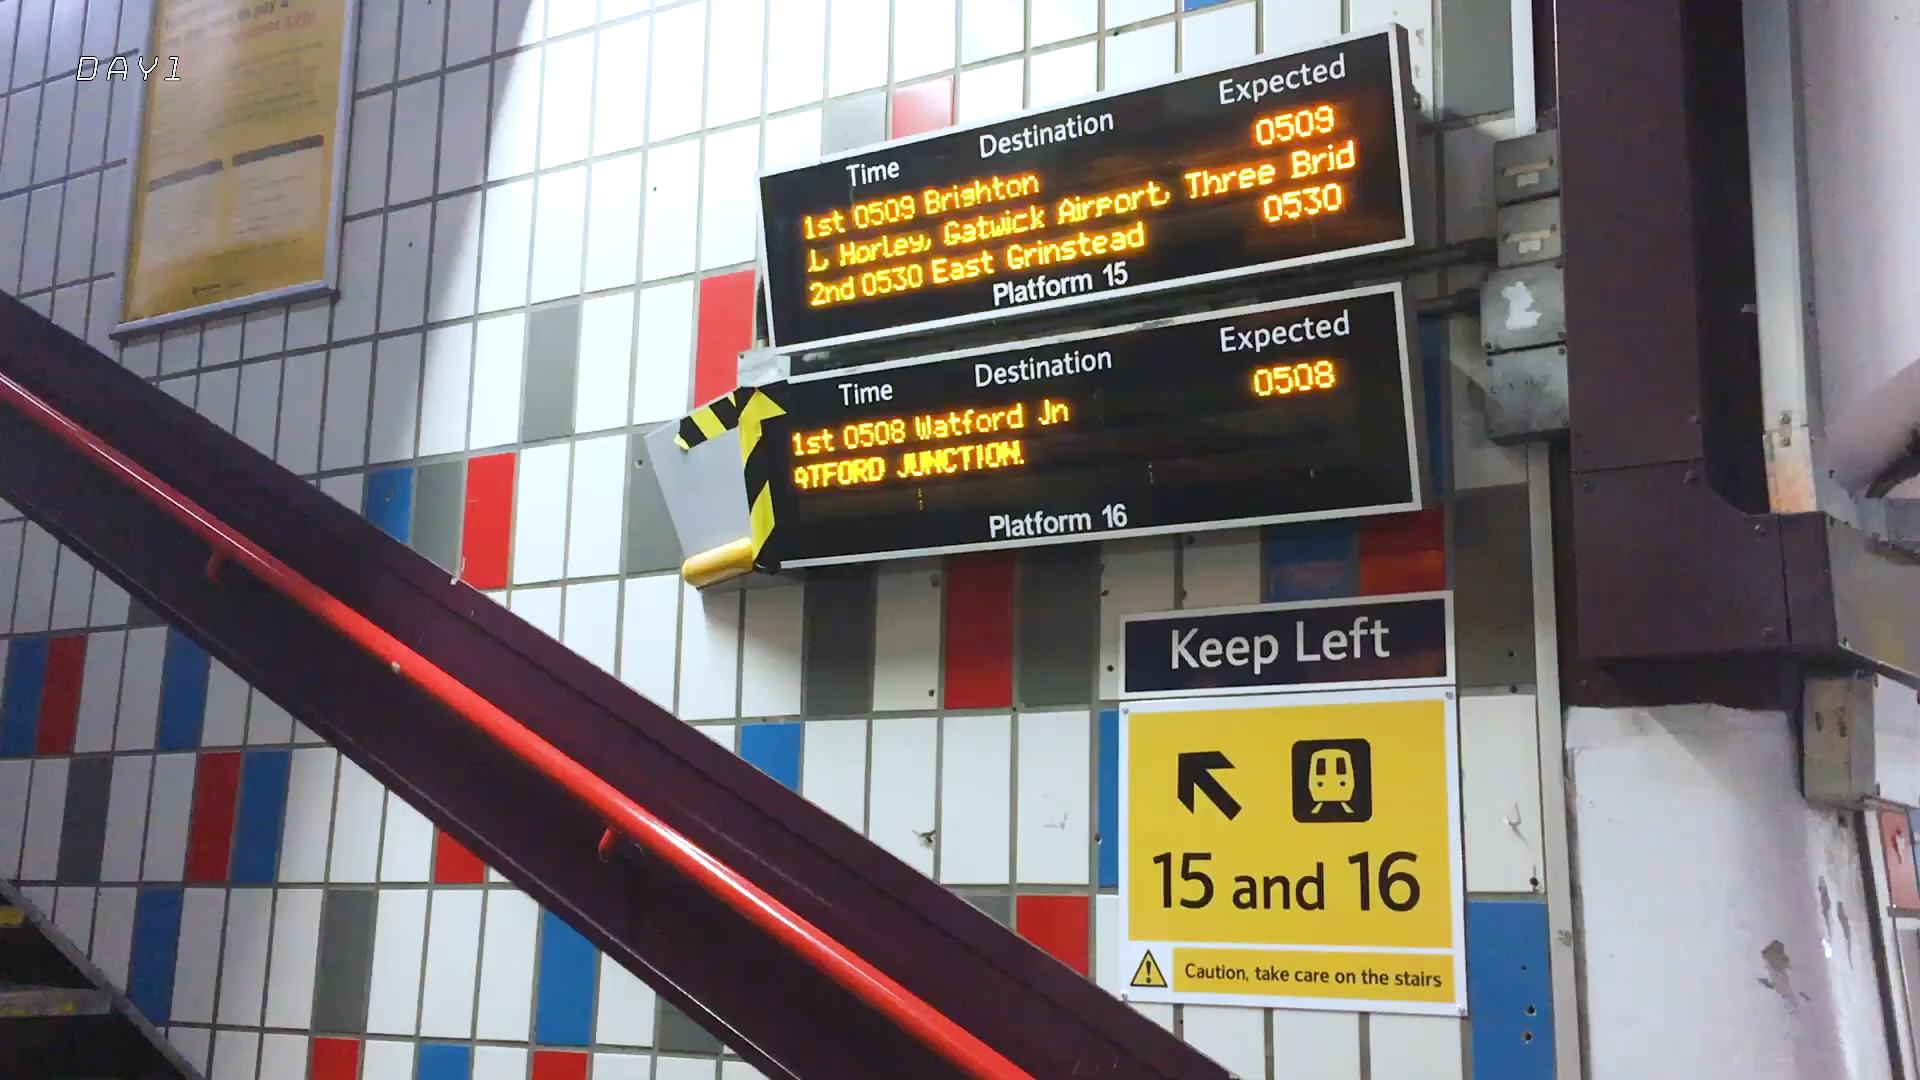 DAY1
Time Destination Expected
1st 0509 Brighton 0509
l, Horley, Gatwick Airport, Three Brid
2nd 0530 East Grinstead 0530
Platform 15
Time Destination Expected
1st 0508 Watford Jn 0508
ATFORD JUNCTION.
Platform 16
Keep Left
15 and 16
Caution, take care on the stairs